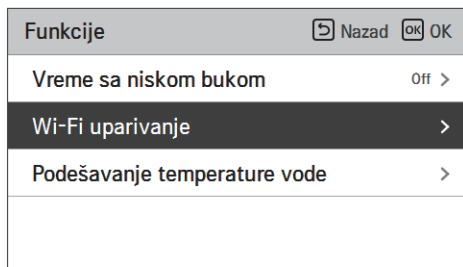 Funkcije Nazad OK OK
Vreme sa niskom bukom Off >
Wi-Fi uparivanje >
Podešavanje temperature vode >